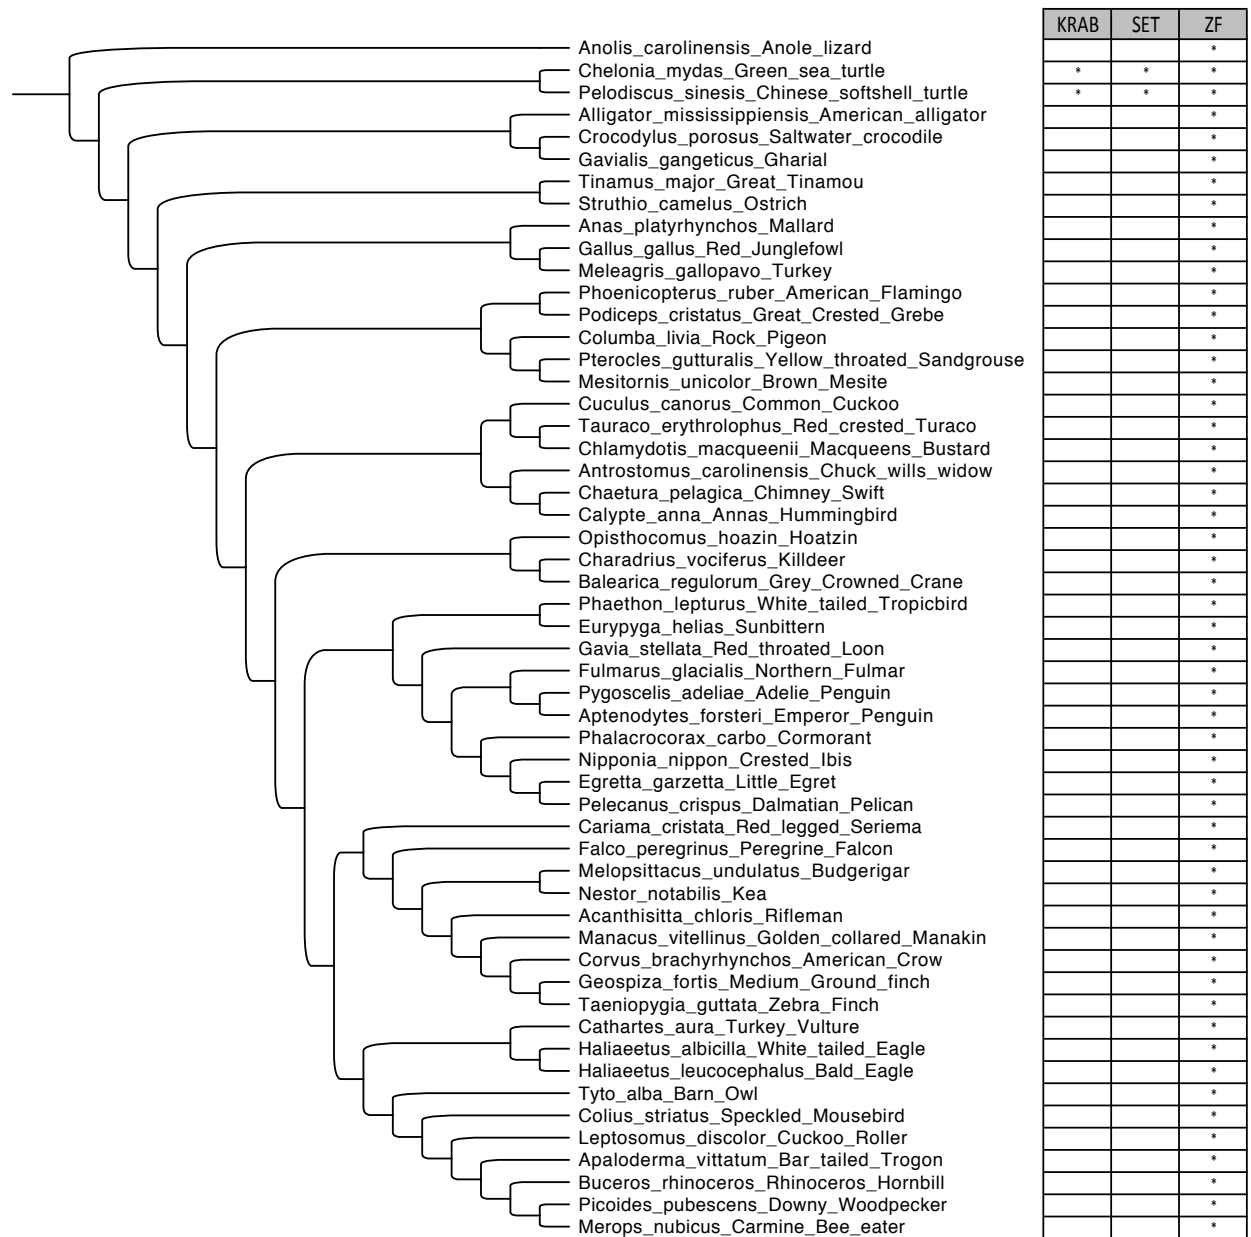 KRAB SET ZF
Anolis_carolinensis_Anole_lizard *
Chelonia_mydas_Green_sea_turtle * * *
Pelodiscus_sinesis_Chinese_softshell_turtle * * *
Alligator_mississippiensis_American_alligator *
Crocodylus_porosus_Saltwater_crocodile *
Gavialis_gangeticus_Gharial *
Tinamus_major_Great_Tinamou *
Struthio_camelus_Ostrich *
Anas_platyrhynchos_Mallard *
Gallus_gallus_Red_Junglefowl *
Meleagris_gallopavo_Turkey *
Phoenicopterus_ruber_American_Flamingo *
Podiceps_cristatus_Great_Crested_Grebe *
Columba_livia_Rock_Pigeon *
Pterocles_gutturalis_Yellow_throated_Sandgrouse *
Mesitornis_unicolor_Brown_Mesite *
Cuculus_canorus_Common_Cuckoo *
Tauraco_erythrolophus_Red_crested_Turaco *
Chlamydotis_macqueenii_Macqueens_Bustard *
Antrostomus_carolinensis_Chuck_wills_widow *
Chaetura_pelagica_Chimney_Swift *
Calypte_anna_Annas_Hummingbird *
Opisthocomus_hoazin_Hoatzin *
Charadrius_vociferus_Killdeer *
Balearica_regulorum_Grey_Crowned_Crane *
Phaethon_lepturus_White_tailed_Tropicbird *
Eurypyga_helias_Sunbittern *
Gavia_stellata_Red_throated_Loon *
Fulmarus_glacialis_Northern_Fulmar *
Pygoscelis_adeliae_Adelie_Penguin *
Aptenodytes_forsteri_Emperor_Penguin *
Phalacrocorax_carbo_Cormorant *
Nipponia_nippon_Crested_Ibis *
Egretta_garzetta_Little_Egret *
Pelecanus_crispus_Dalmatian_Pelican *
Cariama_cristata_Red_legged_Seriema *
Falco_peregrinus_Peregrine_Falcon *
Melopsittacus_undulatus_Budgerigar *
Nestor_notabilis_Kea *
Acanthisitta_chloris_Rifleman *
Manacus_vitellinus_Golden_collared_Manakin *
Corvus_brachyrhynchos_American_Crow *
Geospiza_fortis_Medium_Ground_finch *
Taeniopygia_guttata_Zebra_Finch *
Cathartes_aura_Turkey_Vulture *
Haliaeetus_albicilla_White_tailed_Eagle *
Haliaeetus_leucocephalus_Bald_Eagle *
Tyto_alba_Barn_Owl *
Colius_striatus_Speckled_Mousebird *
Leptosomus_discolor_Cuckoo_Roller *
Apaloderma_vittatum_Bar_tailed_Trogon *
Buceros_rhinoceros_Rhinoceros_Hornbill *
Picoides_pubescens_Downy_Woodpecker *
Merops_nubicus_Carmine_Bee_eater *